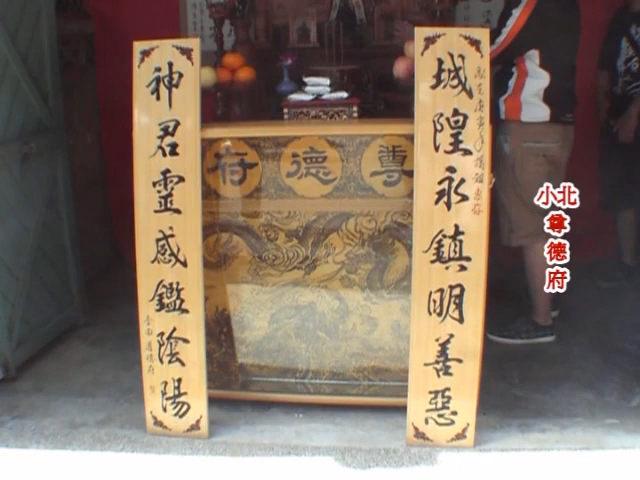 城隍永鎮明善惡
尊德府
神君靈感鑑陰陽
小北
尊德府